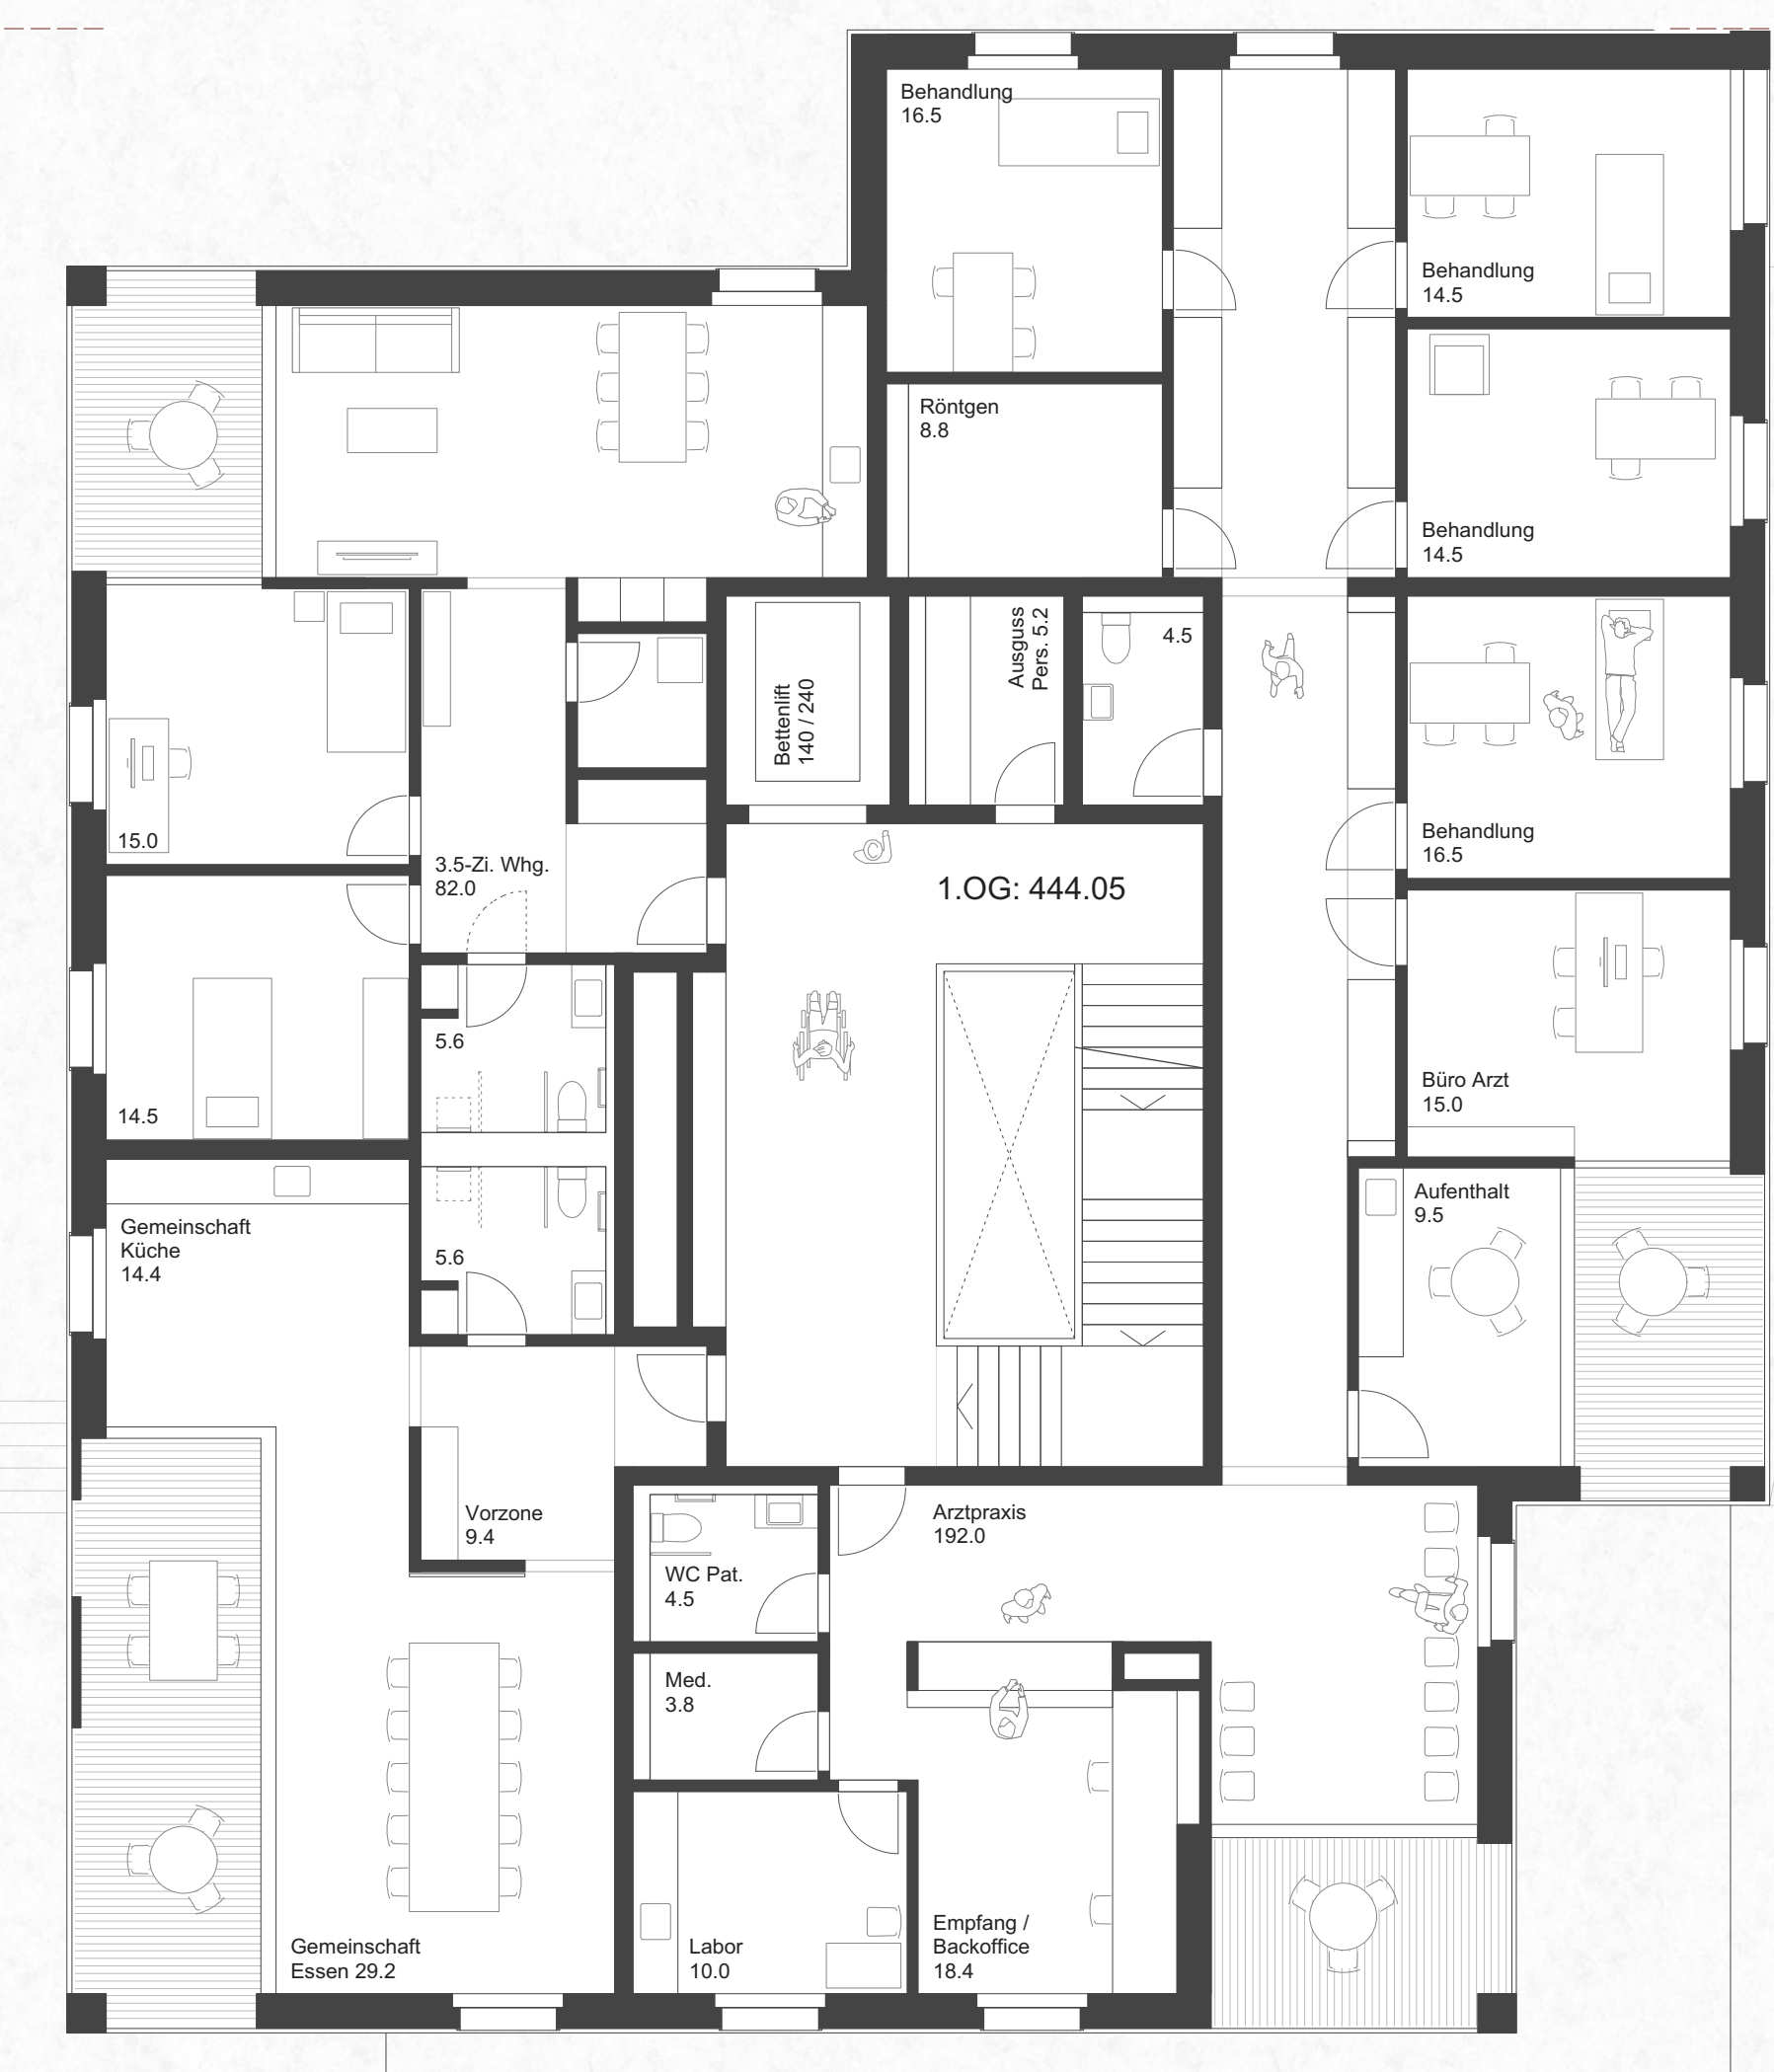 Behandlung
16.5
Behandlung
14.5
Röntgen
8.8
Behandlung
14.5
Ausguss
Pers. 5.2
4.5
Bettenlift
140 / 240
15.0
3.5-Zi. Whg.
82.0
Behandlung
16.5
1.OG: 444.05
5.6
14.5
Büro Arzt
15.0
Gemeinschaft
Küche
14.4
5.6
Aufenthalt
9.5
Vorzone
9.4
Arztpraxis
192.0
WC Pat.
4.5
Med.
3.8
Gemeinschaft
Essen 29.2
Labor
10.0
Empfang /
Backoffice
18.4